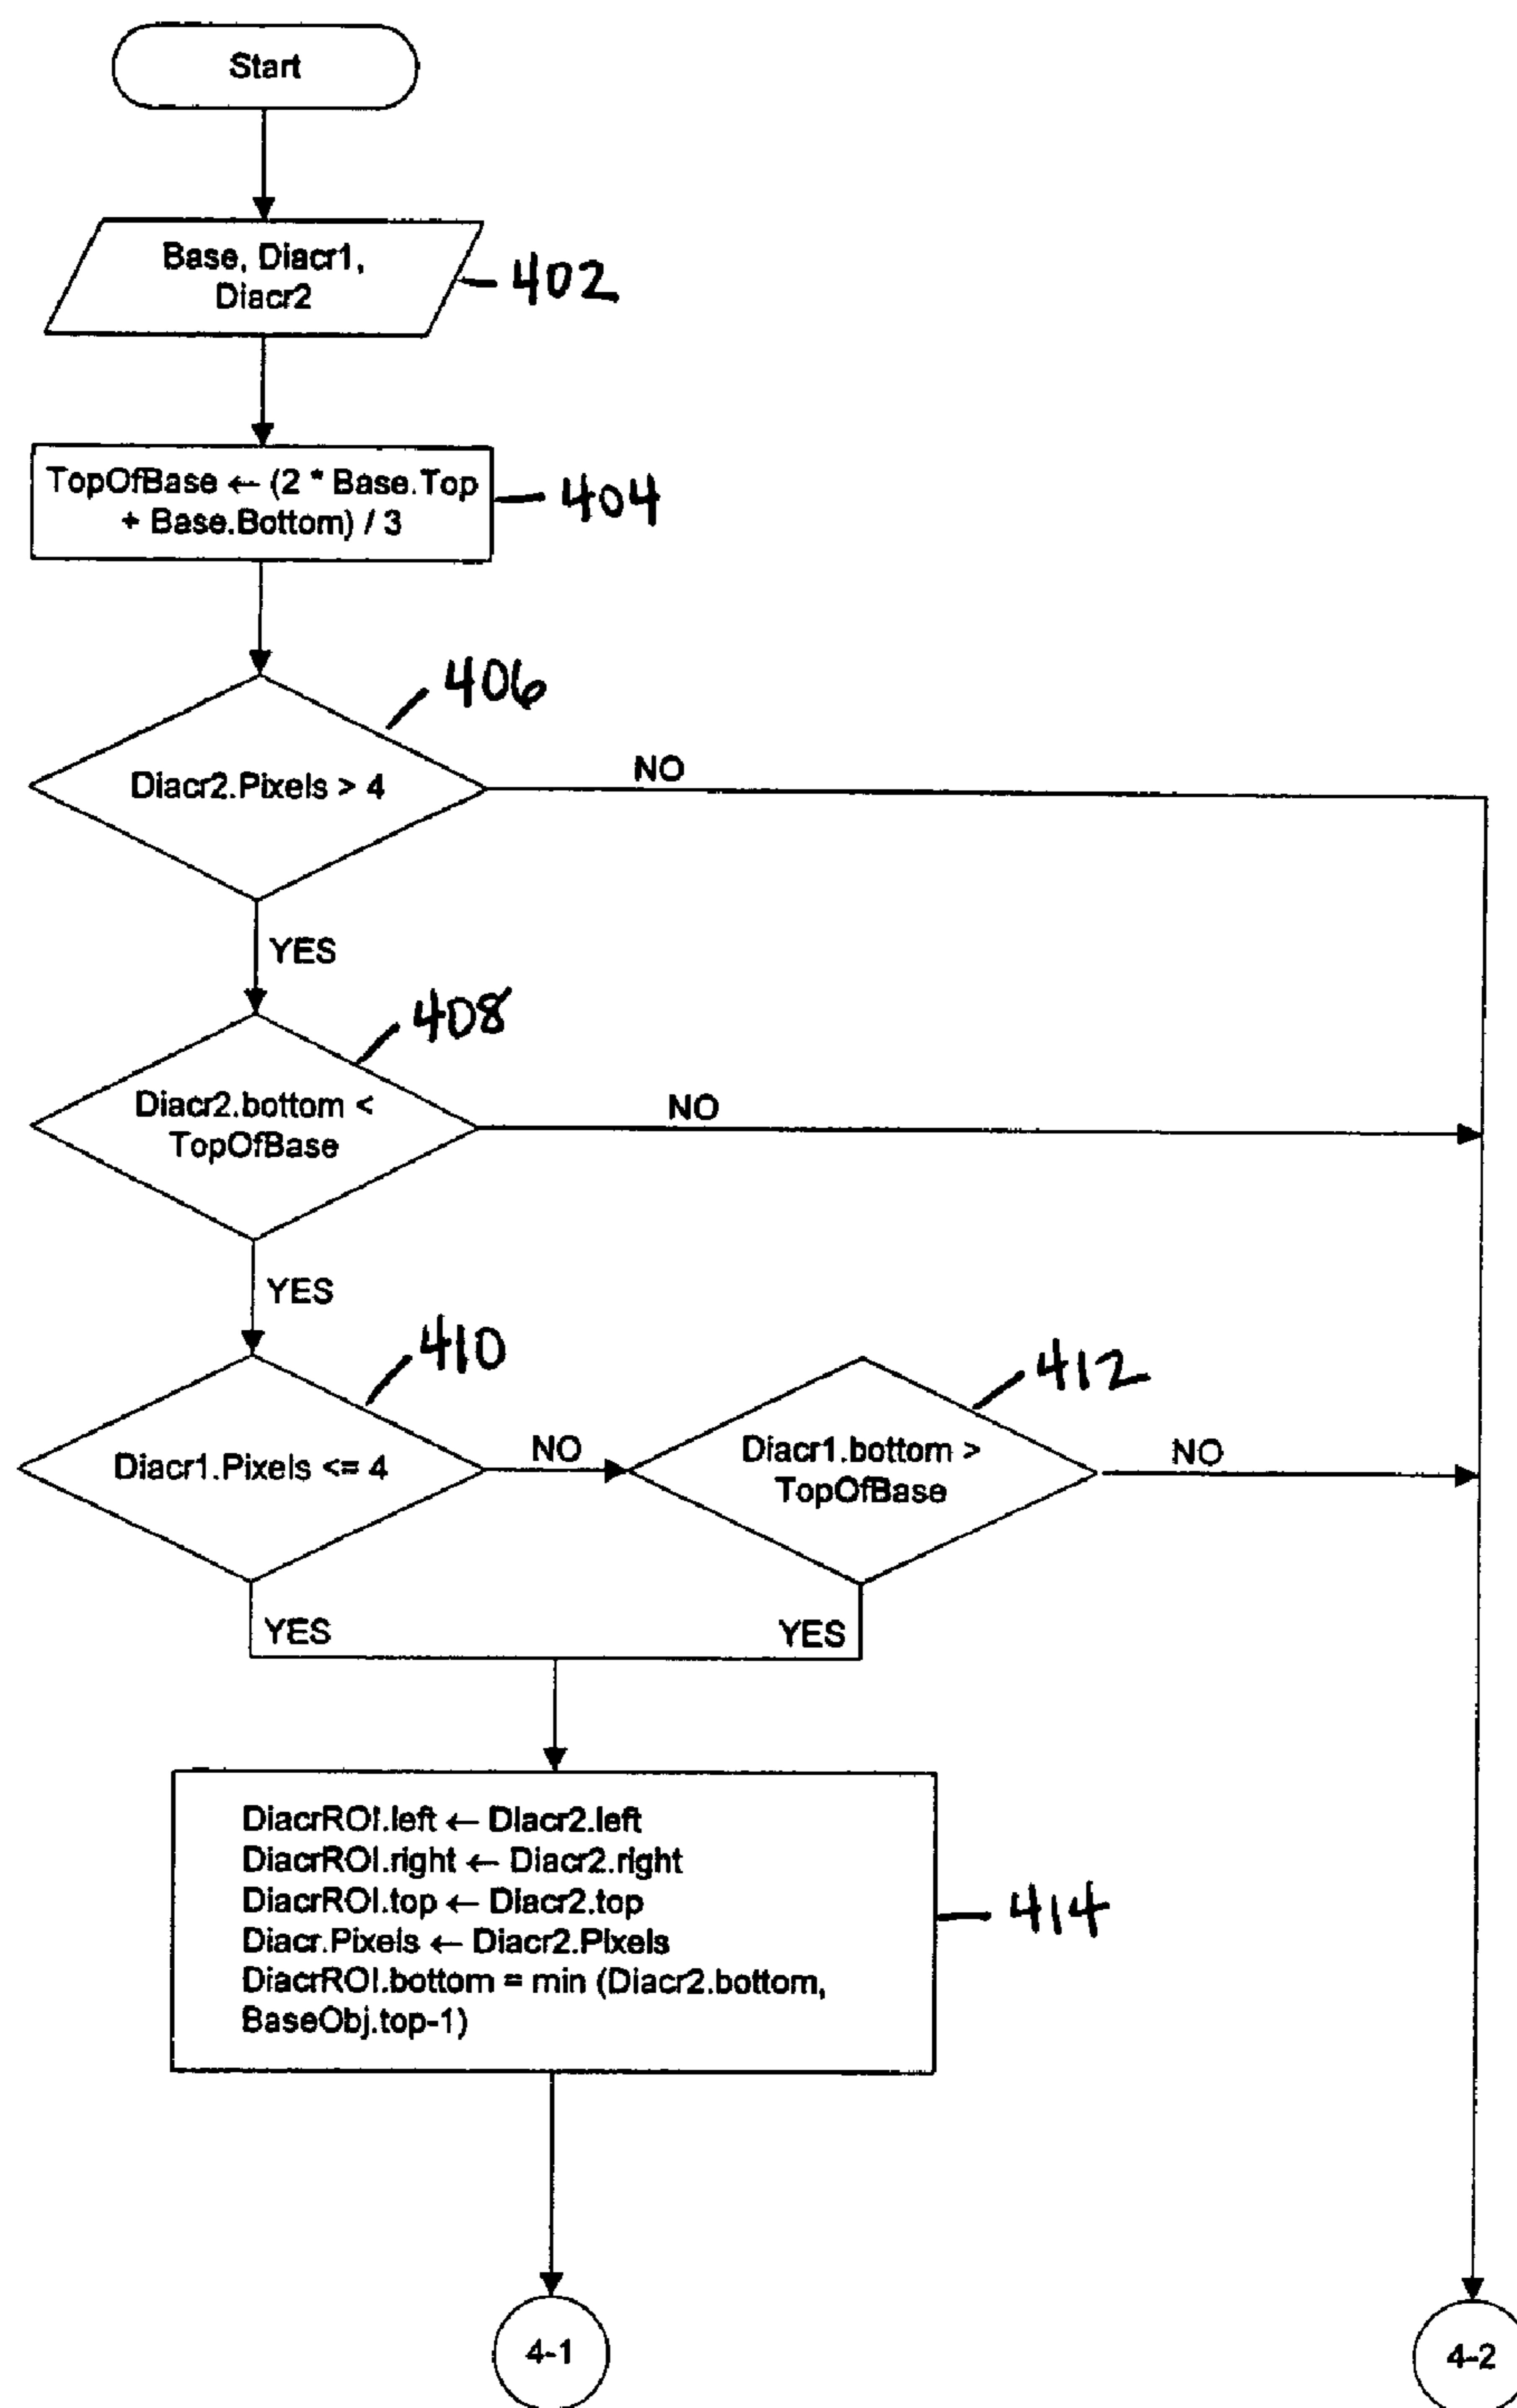 Start
Base, Diacr1,
Diacr2
402
TopOfBase ← (2 * Base.Top
+ Base.Bottom) / 3
404
406
Diacr2.Pixels > 4
NO
YES
408
Diacr2.bottom <
TopOfBase
NO
YES
410
412
Diacr1.Pixels <= 4
NO
Diacr1.bottom >
TopOfBase
NO
YES
YES
DiacrROI.left ← Diacr2.left
DiacrROI.right ← Diacr2.right
DiacrROI.top ← Diacr2.top
Diacr.Pixels ← Diacr2.Pixels
DiacrROI.bottom = min (Diacr2.bottom,
BaseObj.top-1)
414
4-1
4-2